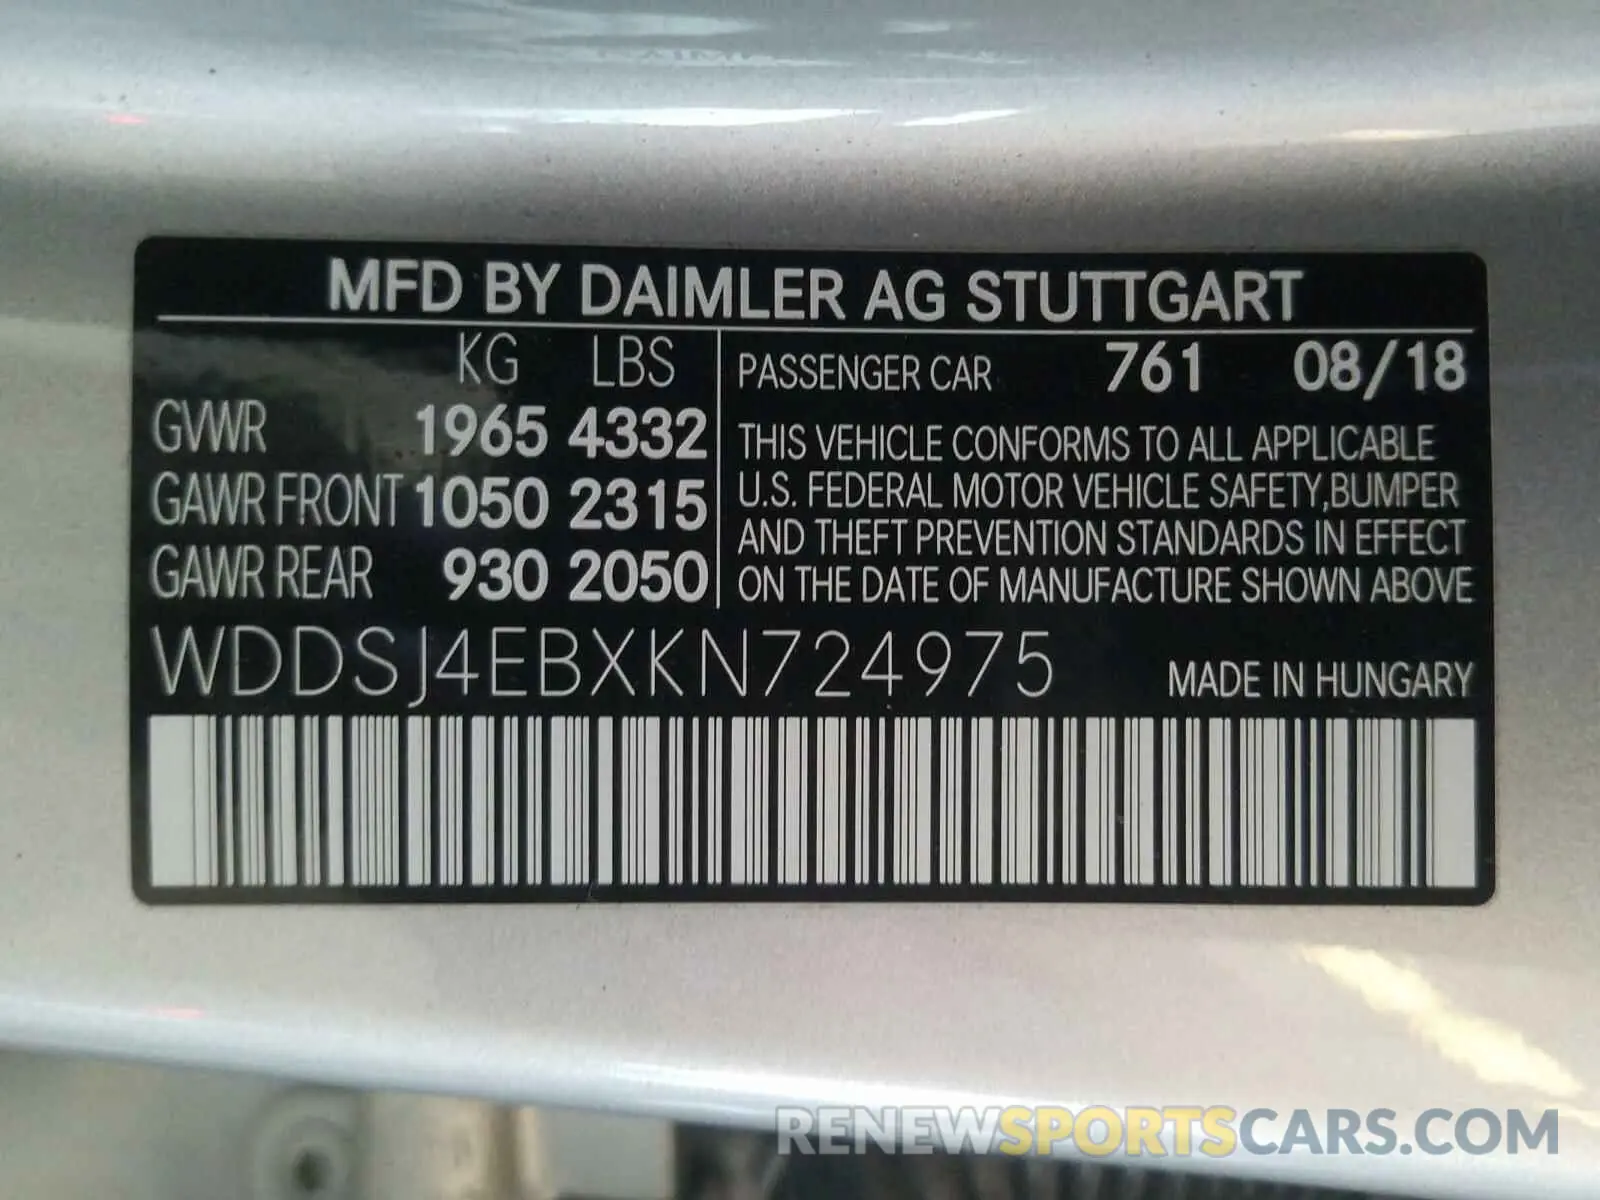 MFD BY DAIMLER AG STUTTGART
KG LBS
GVWR 1965 4332
GAWR FRONT 1050 2315
GAWR REAR 930 2050
PASSENGER CAR 761 08/18
THIS VEHICLE CONFORMS TO ALL APPLICABLE
U.S. FEDERAL MOTOR VEHICLE SAFETY,BUMPER
AND THEFT PREVENTION STANDARDS IN EFFECT
ON THE DATE OF MANUFACTURE SHOWN ABOVE
WDDSJ4EBXKN724975
MADE IN HUNGARY
RENEWSPORTSCARS.COM